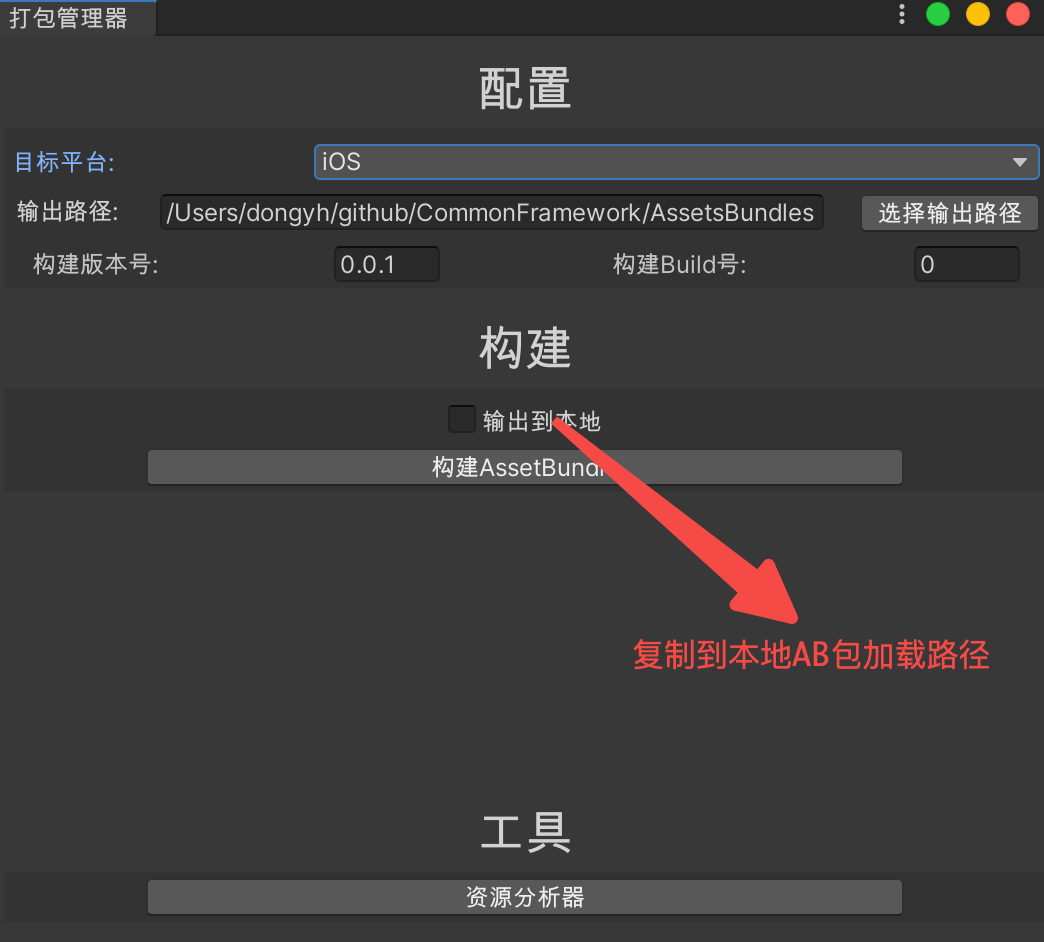 打包管理器
配置
目标平台: iOS
输出路径: /Users/dongyh/github/CommonFramework/AssetsBundles 选择输出路径
构建版本号: 0.0.1 构建Build号: 0
构建
输出到本地
构建AssetBundl
复制到本地AB包加载路径
工具
资源分析器